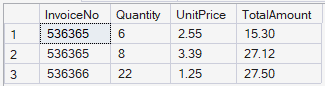 InvoiceNo Quantity UnitPrice TotalAmount
1 536365 6 2.55 15.30
2 536365 8 3.39 27.12
3 536366 22 1.25 27.50